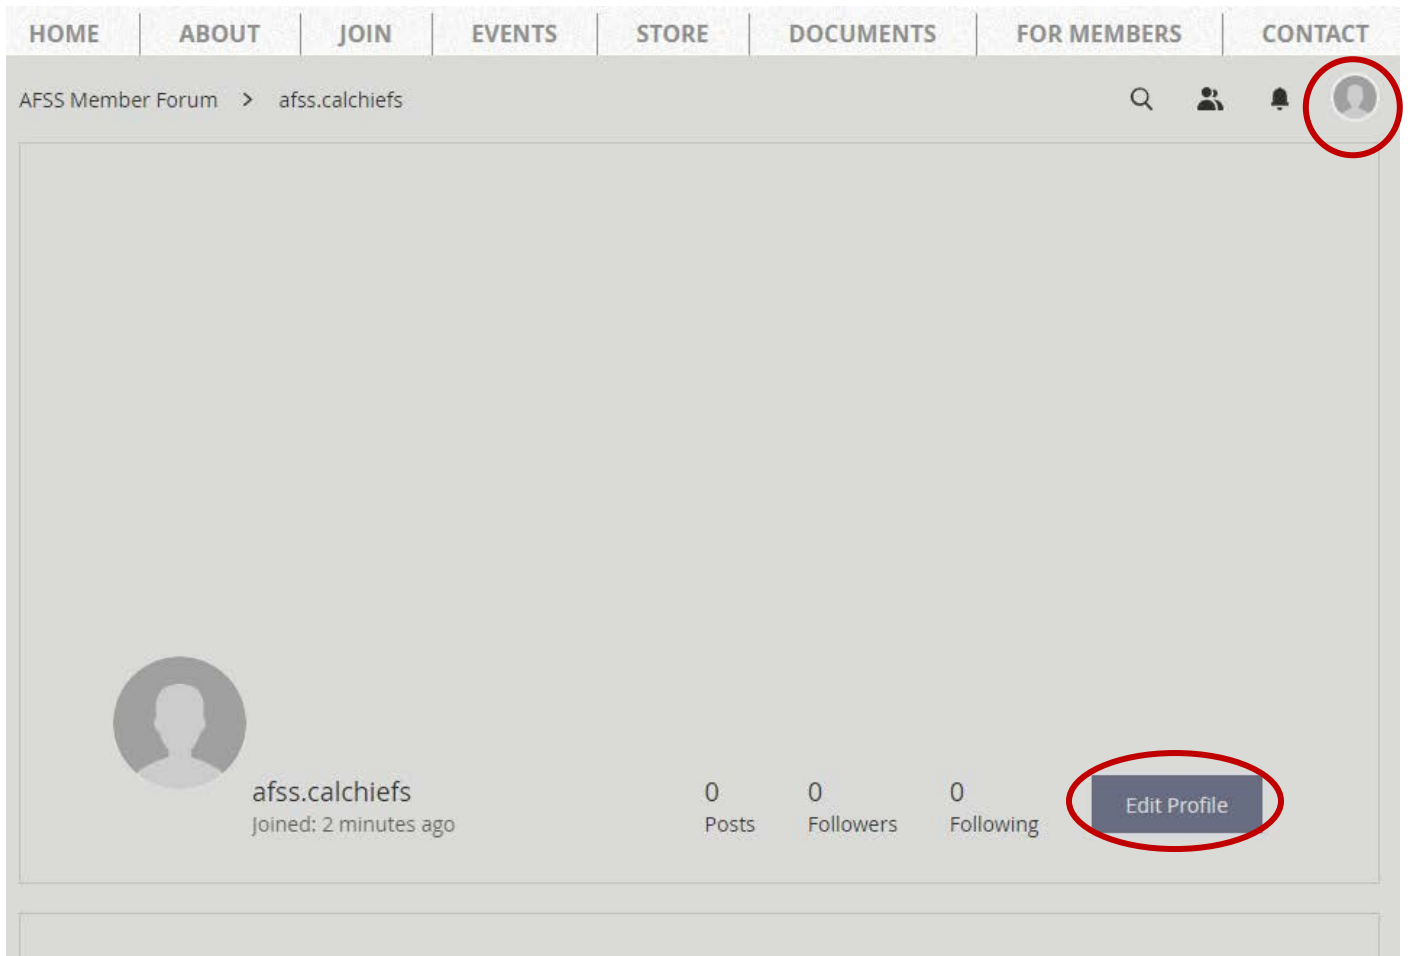 HOME ABOUT JOIN EVENTS STORE DOCUMENTS FOR MEMBERS CONTACT
AFSS Member Forum > afss.calchiefs
afss.calchiefs
Joined: 2 minutes ago
0 Posts
0 Followers
0 Following
Edit Profile